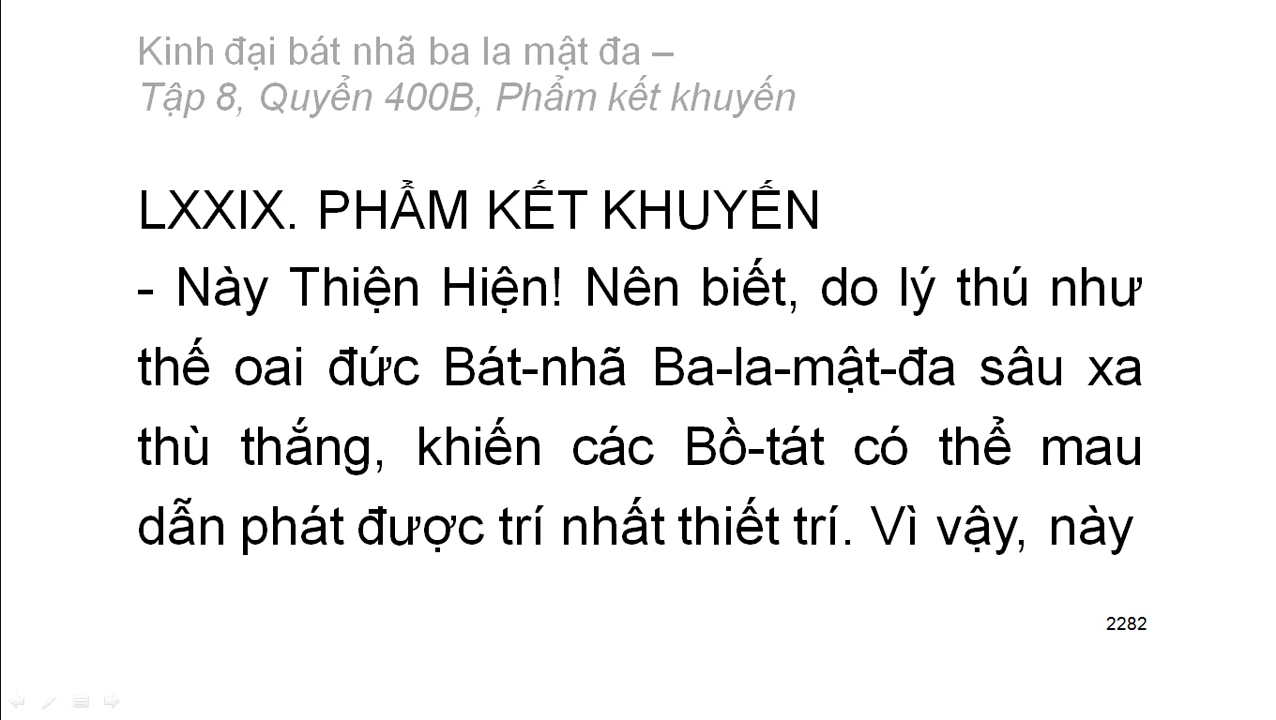 Kinh đại bát nhã ba la mật đa –
Tập 8, Quyển 400B, Phẩm kết khuyến
LXXIX. PHẨM KẾT KHUYẾN
- Này Thiện Hiện! Nên biết, do lý thú như
thế oai đức Bát-nhã Ba-la-mật-đa sâu xa
thù thắng, khiến các Bồ-tát có thể mau
dẫn phát được trí nhất thiết trí. Vì vậy, này
2282